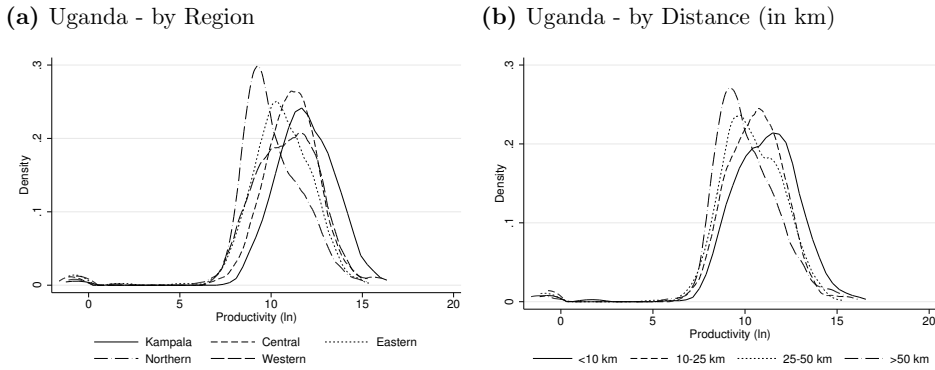 (a) Uganda - by Region
.3
.2
.1
0
Density
0 5 10 15 20
Productivity (ln)
Kampala Central Eastern
Northern Western
(b) Uganda - by Distance (in km)
.3
.2
.1
0
Density
0 5 10 15 20
Productivity (ln)
<10 km 10-25 km 25-50 km >50 km